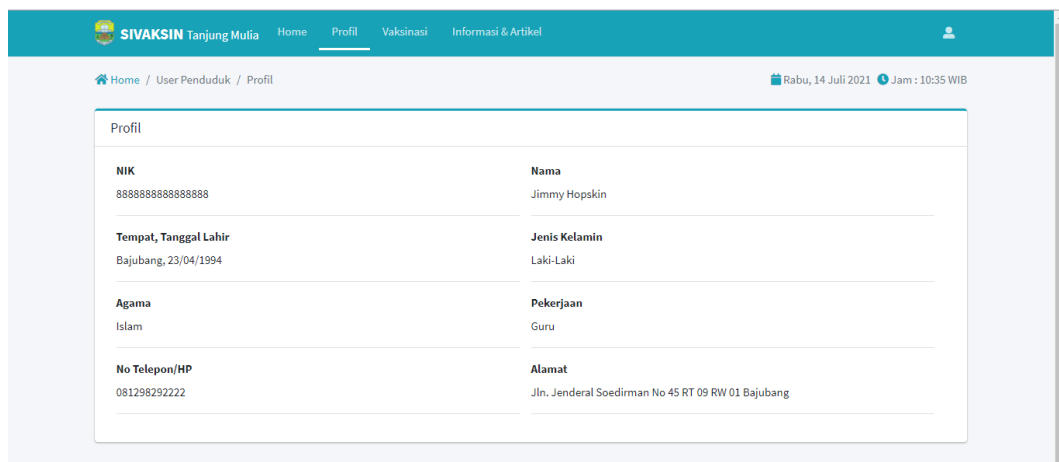 SIVAKSIN Tanjung Mulia Home Profil Vaksinasi Informasi & Artikel
Home / User Penduduk / Profil Rabu, 14 Juli 2021 Jam : 10:35 WIB
Profil
NIK Nama
8888888888888888 Jimmy Hopskin
Tempat, Tanggal Lahir Jenis Kelamin
Bajubang, 23/04/1994 Laki-Laki
Agama Pekerjaan
Islam Guru
No Telepon/HP Alamat
081298292222 Jln. Jenderal Soedirman No 45 RT 09 RW 01 Bajubang